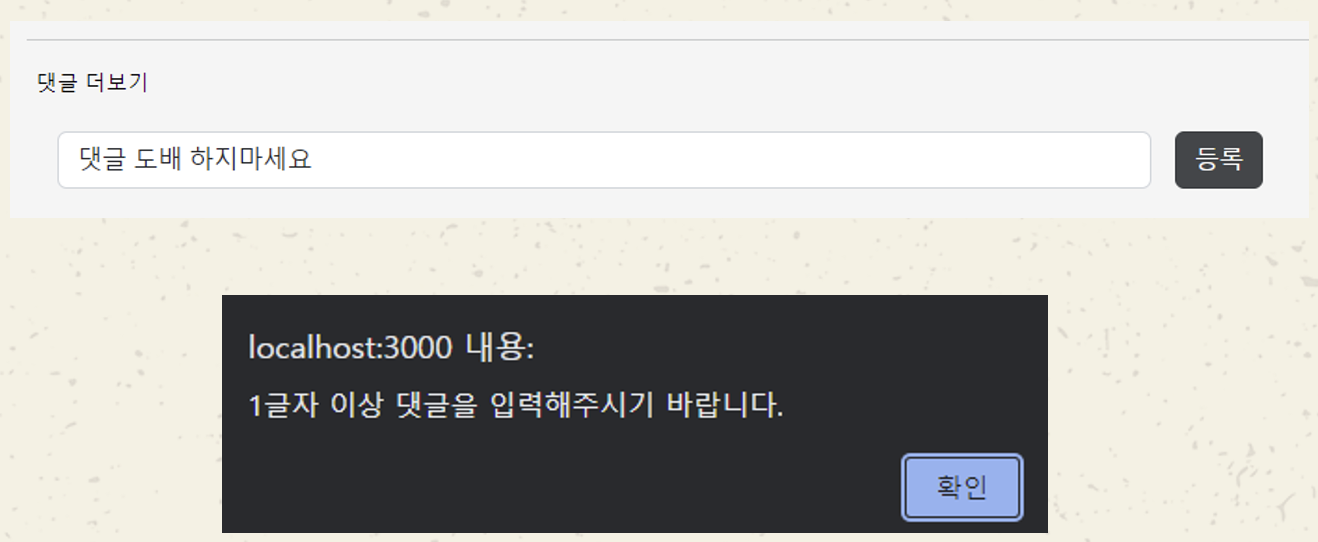 댓글 더보기
댓글 도배 하지마세요
등록
localhost:3000 내용:
1글자 이상 댓글을 입력해주시기 바랍니다.
확인